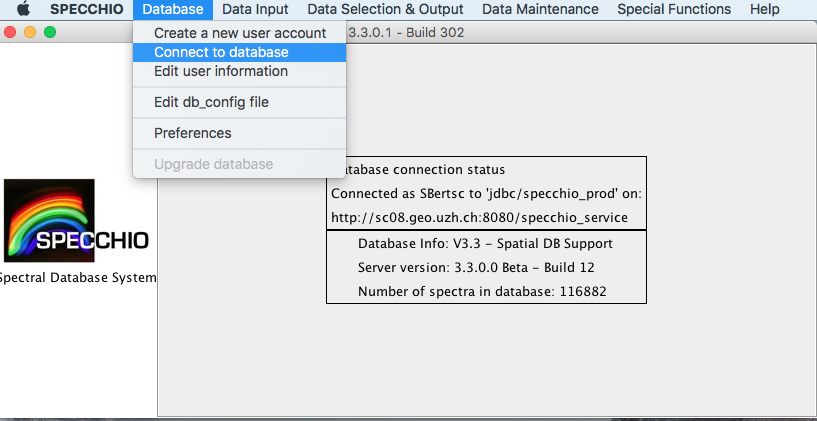 SPECCHIO Database Data Input Data Selection & Output Data Maintenance Special Functions Help
3.3.0.1 - Build 302
Create a new user account
Connect to database
Edit user information
Edit db_config file
Preferences
Upgrade database
SPECCHIO
Spectral Database System
atabase connection status
Connected as SBertsc to 'jdbc/specchio_prod' on:
http://sc08.geo.uzh.ch:8080/specchio_service
Database Info: V3.3 - Spatial DB Support
Server version: 3.3.0.0 Beta - Build 12
Number of spectra in database: 116882